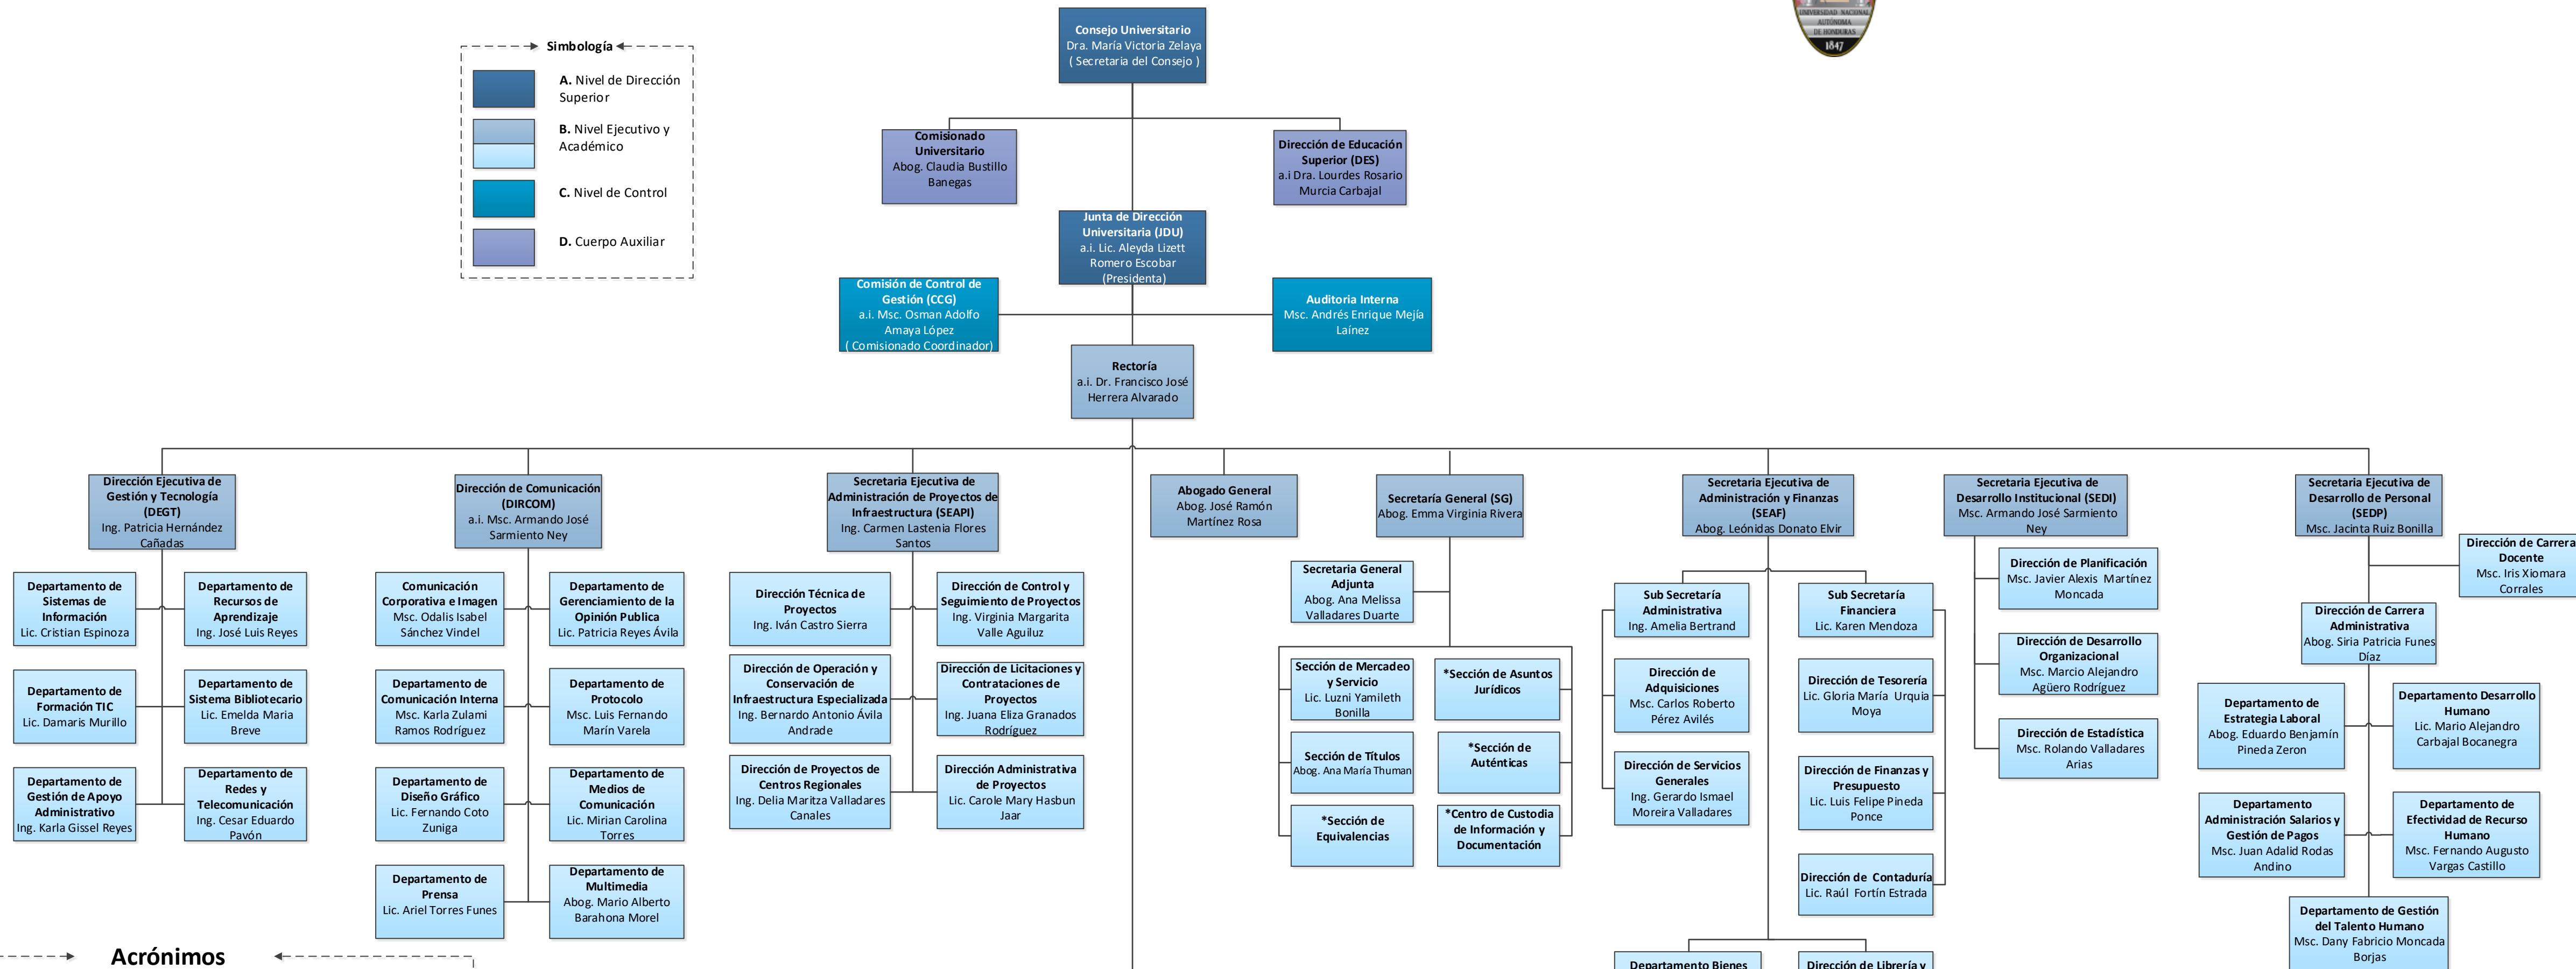 UNIVERSIDAD NACIONAL
AUTÓNOMA
DE HONDURAS
1847
Simbología
A. Nivel de Dirección
Superior
B. Nivel Ejecutivo y
Académico
C. Nivel de Control
D. Cuerpo Auxiliar
Consejo Universitario
Dra. María Victoria Zelaya
( Secretaria del Consejo )
Comisionado
Universitario
Abog. Claudia Bustillo
Banegas
Dirección de Educación
Superior (DES)
a.i Dra. Lourdes Rosario
Murcia Carbajal
Junta de Dirección
Universitaria (JDU)
a.i. Lic. Aleyda Lizett
Romero Escobar
(Presidenta)
Comisión de Control de
Gestión (CCG)
a.i. Msc. Osman Adolfo
Amaya López
( Comisionado Coordinador)
Auditoria Interna
Msc. Andrés Enrique Mejía
Laínez
Rectoría
a.i. Dr. Francisco José
Herrera Alvarado
Dirección Ejecutiva de
Gestión y Tecnología
(DEGT)
Ing. Patricia Hernández
Cañadas
Departamento de
Sistemas de
Información
Lic. Cristian Espinoza
Departamento de
Recursos de
Aprendizaje
Ing. José Luis Reyes
Departamento de
Formación TIC
Lic. Damaris Murillo
Departamento de
Sistema Bibliotecario
Lic. Emelda Maria
Breve
Departamento de
Gestión de Apoyo
Administrativo
Ing. Karla Gissel Reyes
Departamento de
Redes y
Telecomunicación
Ing. Cesar Eduardo
Pavón
Dirección de Comunicación
(DIRCOM)
a.i. Msc. Armando José
Sarmiento Ney
Comunicación
Corporativa e Imagen
Msc. Odalis Isabel
Sánchez Vindel
Departamento de
Gerenciamiento de la
Opinión Publica
Lic. Patricia Reyes Ávila
Departamento de
Comunicación Interna
Msc. Karla Zulami
Ramos Rodríguez
Departamento de
Protocolo
Msc. Luis Fernando
Marín Varela
Departamento de
Diseño Gráfico
Lic. Fernando Coto
Zuniga
Departamento de
Medios de
Comunicación
Lic. Mirian Carolina
Torres
Departamento de
Prensa
Lic. Ariel Torres Funes
Departamento de
Multimedia
Abog. Mario Alberto
Barahona Morel
Secretaria Ejecutiva de
Administración de Proyectos de
Infraestructura (SEAPI)
Ing. Carmen Lastenia Flores
Santos
Dirección Técnica de
Proyectos
Ing. Iván Castro Sierra
Dirección de Control y
Seguimiento de Proyectos
Ing. Virginia Margarita
Valle Aguiluz
Dirección de Operación y
Conservación de
Infraestructura Especializada
Ing. Bernardo Antonio Ávila
Andrade
Dirección de Licitaciones y
Contrataciones de
Proyectos
Ing. Juana Eliza Granados
Rodríguez
Dirección de Proyectos de
Centros Regionales
Ing. Delia Maritza Valladares
Canales
Dirección Administrativa
de Proyectos
Lic. Carole Mary Hasbun
Jaar
Abogado General
Abog. José Ramón
Martínez Rosa
Secretaría General (SG)
Abog. Emma Virginia Rivera
Secretaria General
Adjunta
Abog. Ana Melissa
Valladares Duarte
Sección de Mercadeo
y Servicio
Lic. Luzni Yamileth
Bonilla
*Sección de Asuntos
Jurídicos
Sección de Títulos
Abog. Ana María Thuman
*Sección de
Auténticas
*Sección de
Equivalencias
*Centro de Custodia
de Información y
Documentación
Secretaria Ejecutiva de
Administración y Finanzas
(SEAF)
Abog. Leónidas Donato Elvir
Sub Secretaría
Administrativa
Ing. Amelia Bertrand
Sub Secretaría
Financiera
Lic. Karen Mendoza
Dirección de
Adquisiciones
Msc. Carlos Roberto
Pérez Avilés
Dirección de Tesorería
Lic. Gloria María Urquia
Moya
Dirección de Servicios
Generales
Ing. Gerardo Ismael
Moreira Valladares
Dirección de Finanzas y
Presupuesto
Lic. Luis Felipe Pineda
Ponce
Dirección de Contaduría
Lic. Raúl Fortín Estrada
Departamento Bienes
Dirección de Librería y
Secretaria Ejecutiva de
Desarrollo Institucional (SEDI)
Msc. Armando José Sarmiento
Ney
Dirección de Planificación
Msc. Javier Alexis Martínez
Moncada
Dirección de Desarrollo
Organizacional
Msc. Marcio Alejandro
Agüero Rodríguez
Dirección de Estadística
Msc. Rolando Valladares
Arias
Secretaria Ejecutiva de
Desarrollo de Personal
(SEDP)
Msc. Jacinta Ruiz Bonilla
Dirección de Carrera
Docente
Msc. Iris Xiomara
Corrales
Dirección de Carrera
Administrativa
Abog. Siria Patricia Funes
Díaz
Departamento de
Estrategia Laboral
Abog. Eduardo Benjamín
Pineda Zeron
Departamento Desarrollo
Humano
Lic. Mario Alejandro
Carbajal Bocanegra
Departamento
Administración Salarios y
Gestión de Pagos
Msc. Juan Adalid Rodas
Andino
Departamento de
Efectividad de Recurso
Humano
Msc. Fernando Augusto
Vargas Castillo
Departamento de Gestión
del Talento Humano
Msc. Dany Fabricio Moncada
Borjas
Acrónimos